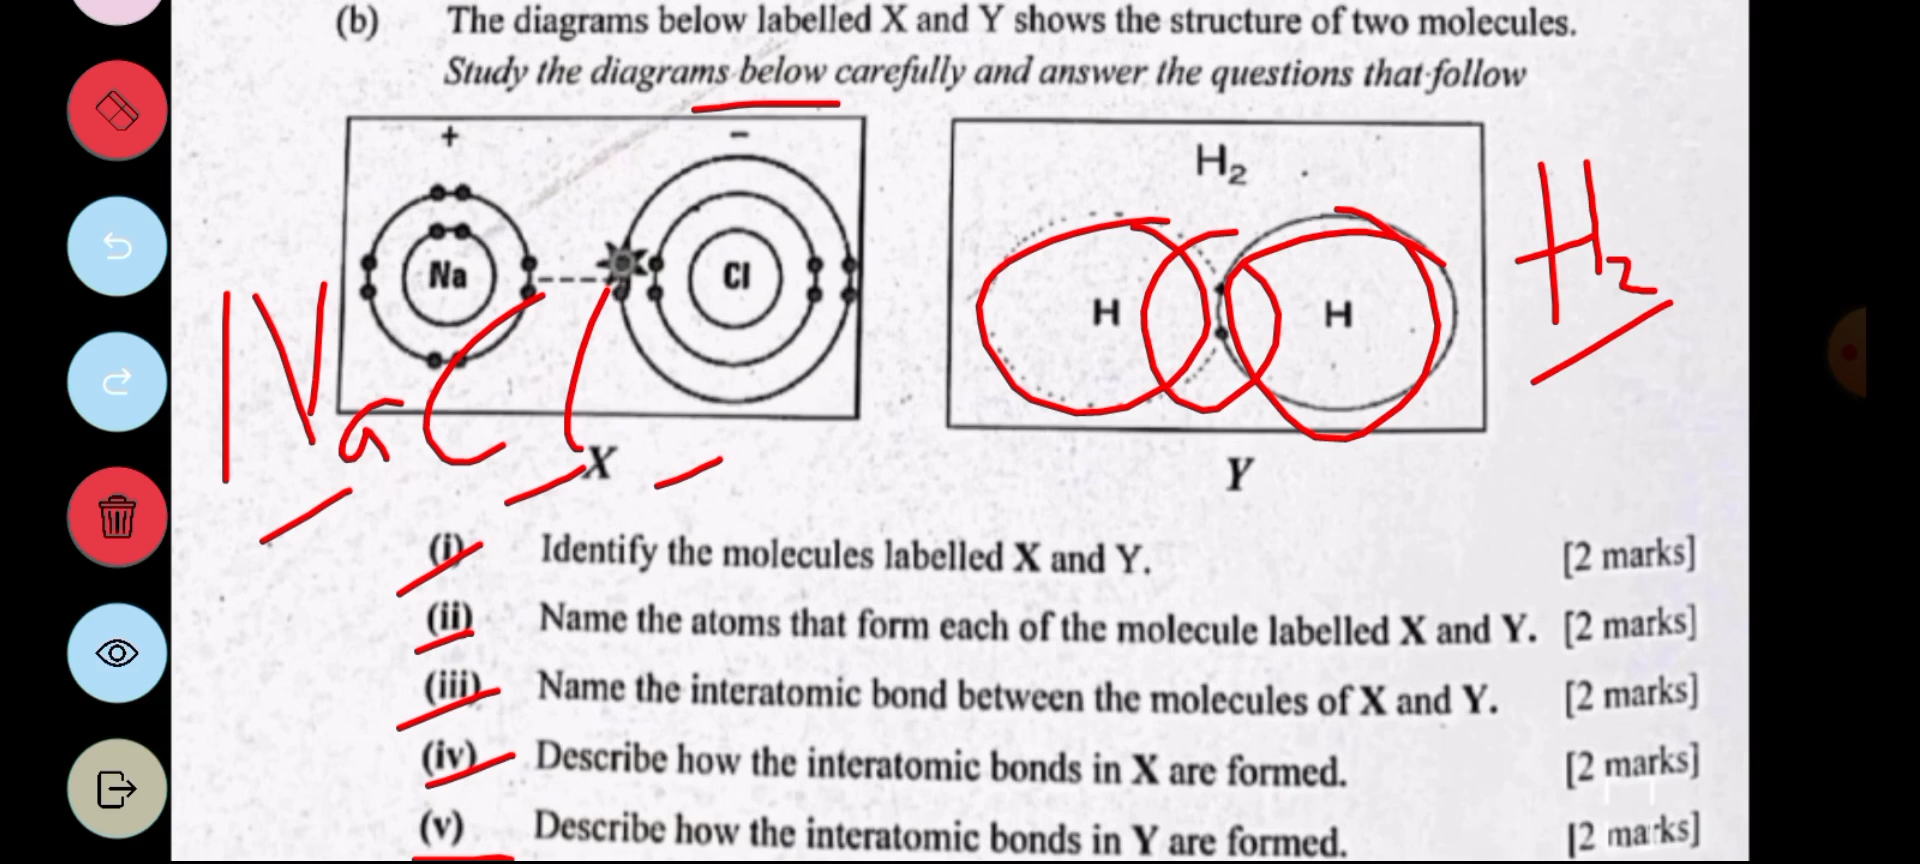 (b) The diagrams below labelled X and Y shows the structure of two molecules.
Study the diagrams below carefully and answer the questions that follow
+ −
Na Cl
NaCl
X
H₂
H H
H₂
Y
(i) Identify the molecules labelled X and Y. [2 marks]
(ii) Name the atoms that form each of the molecule labelled X and Y. [2 marks]
(iii) Name the interatomic bond between the molecules of X and Y. [2 marks]
(iv) Describe how the interatomic bonds in X are formed. [2 marks]
(v) Describe how the interatomic bonds in Y are formed. [2 marks]